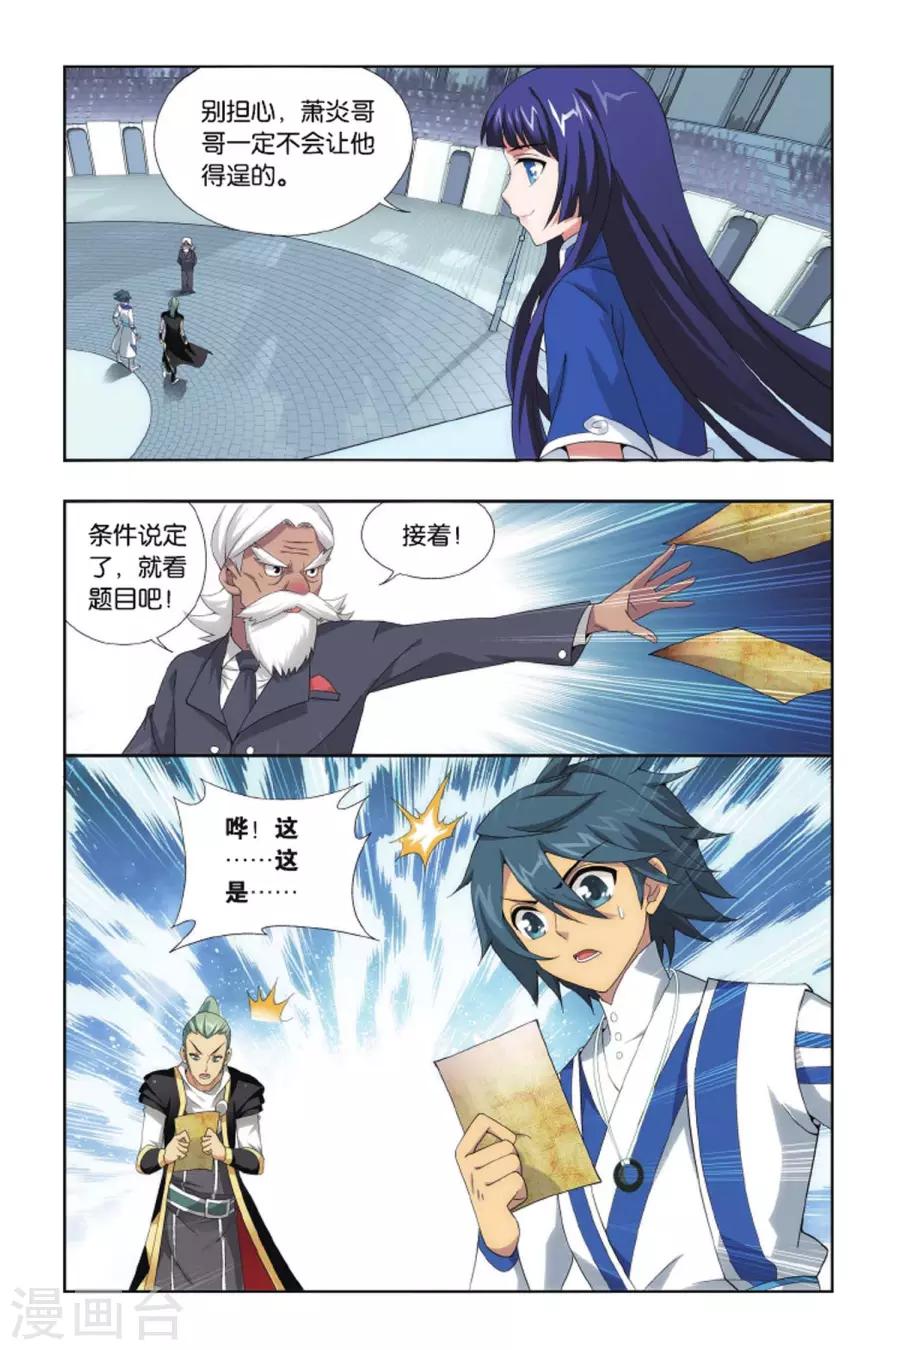 别担心，萧炎哥
哥一定不会让他
得逞的。
条件说定
了，就看
题目吧！
接着！
哗！这
……这
是……
漫画台